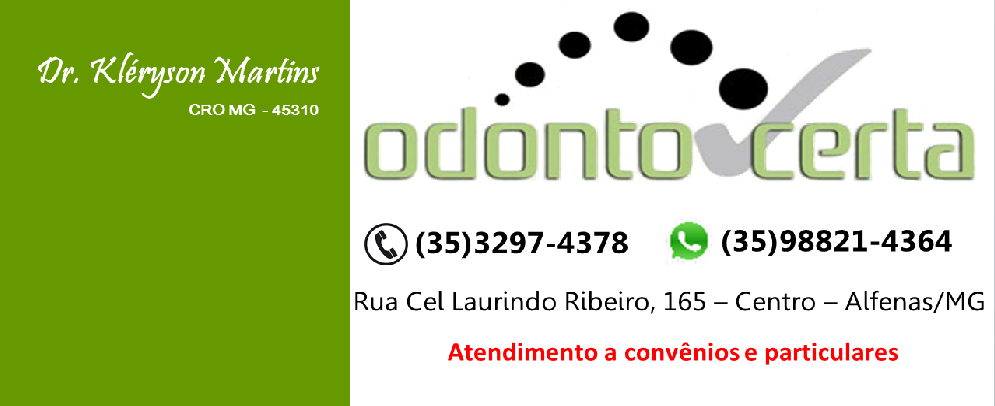 Dr. Kléryson Martins
CRO MG - 45310
odonto certa
(35)3297-4378
(35)98821-4364
Rua Cel Laurindo Ribeiro, 165 – Centro – Alfenas/MG
Atendimento a convênios e particulares